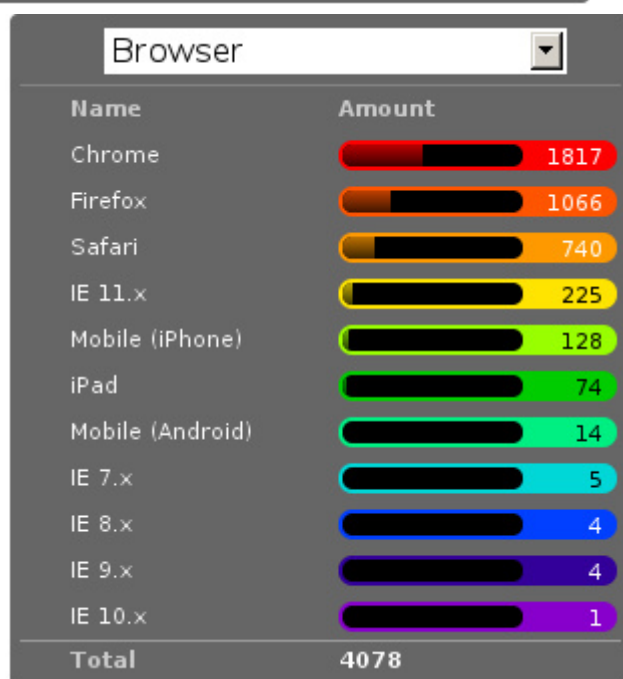 Browser
Name Amount
Chrome 1817
Firefox 1066
Safari 740
IE 11.x 225
Mobile (iPhone) 128
iPad 74
Mobile (Android) 14
IE 7.x 5
IE 8.x 4
IE 9.x 4
IE 10.x 1
Total 4078